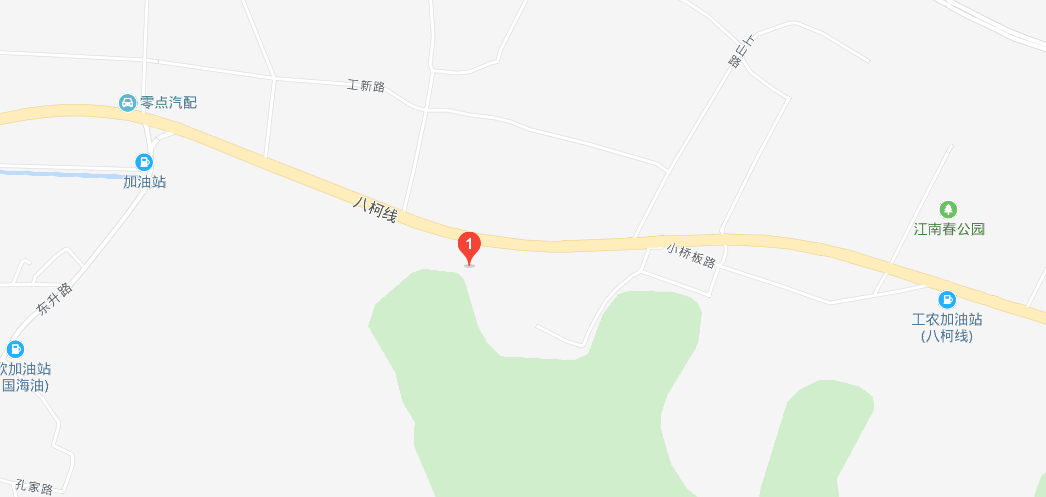 上山路
工新路
零点汽配
加油站
八柯线
1
江南春公园
小桥板路
东升路
工农加油站
(八柯线)
欧加油站
国海油)
孔家路